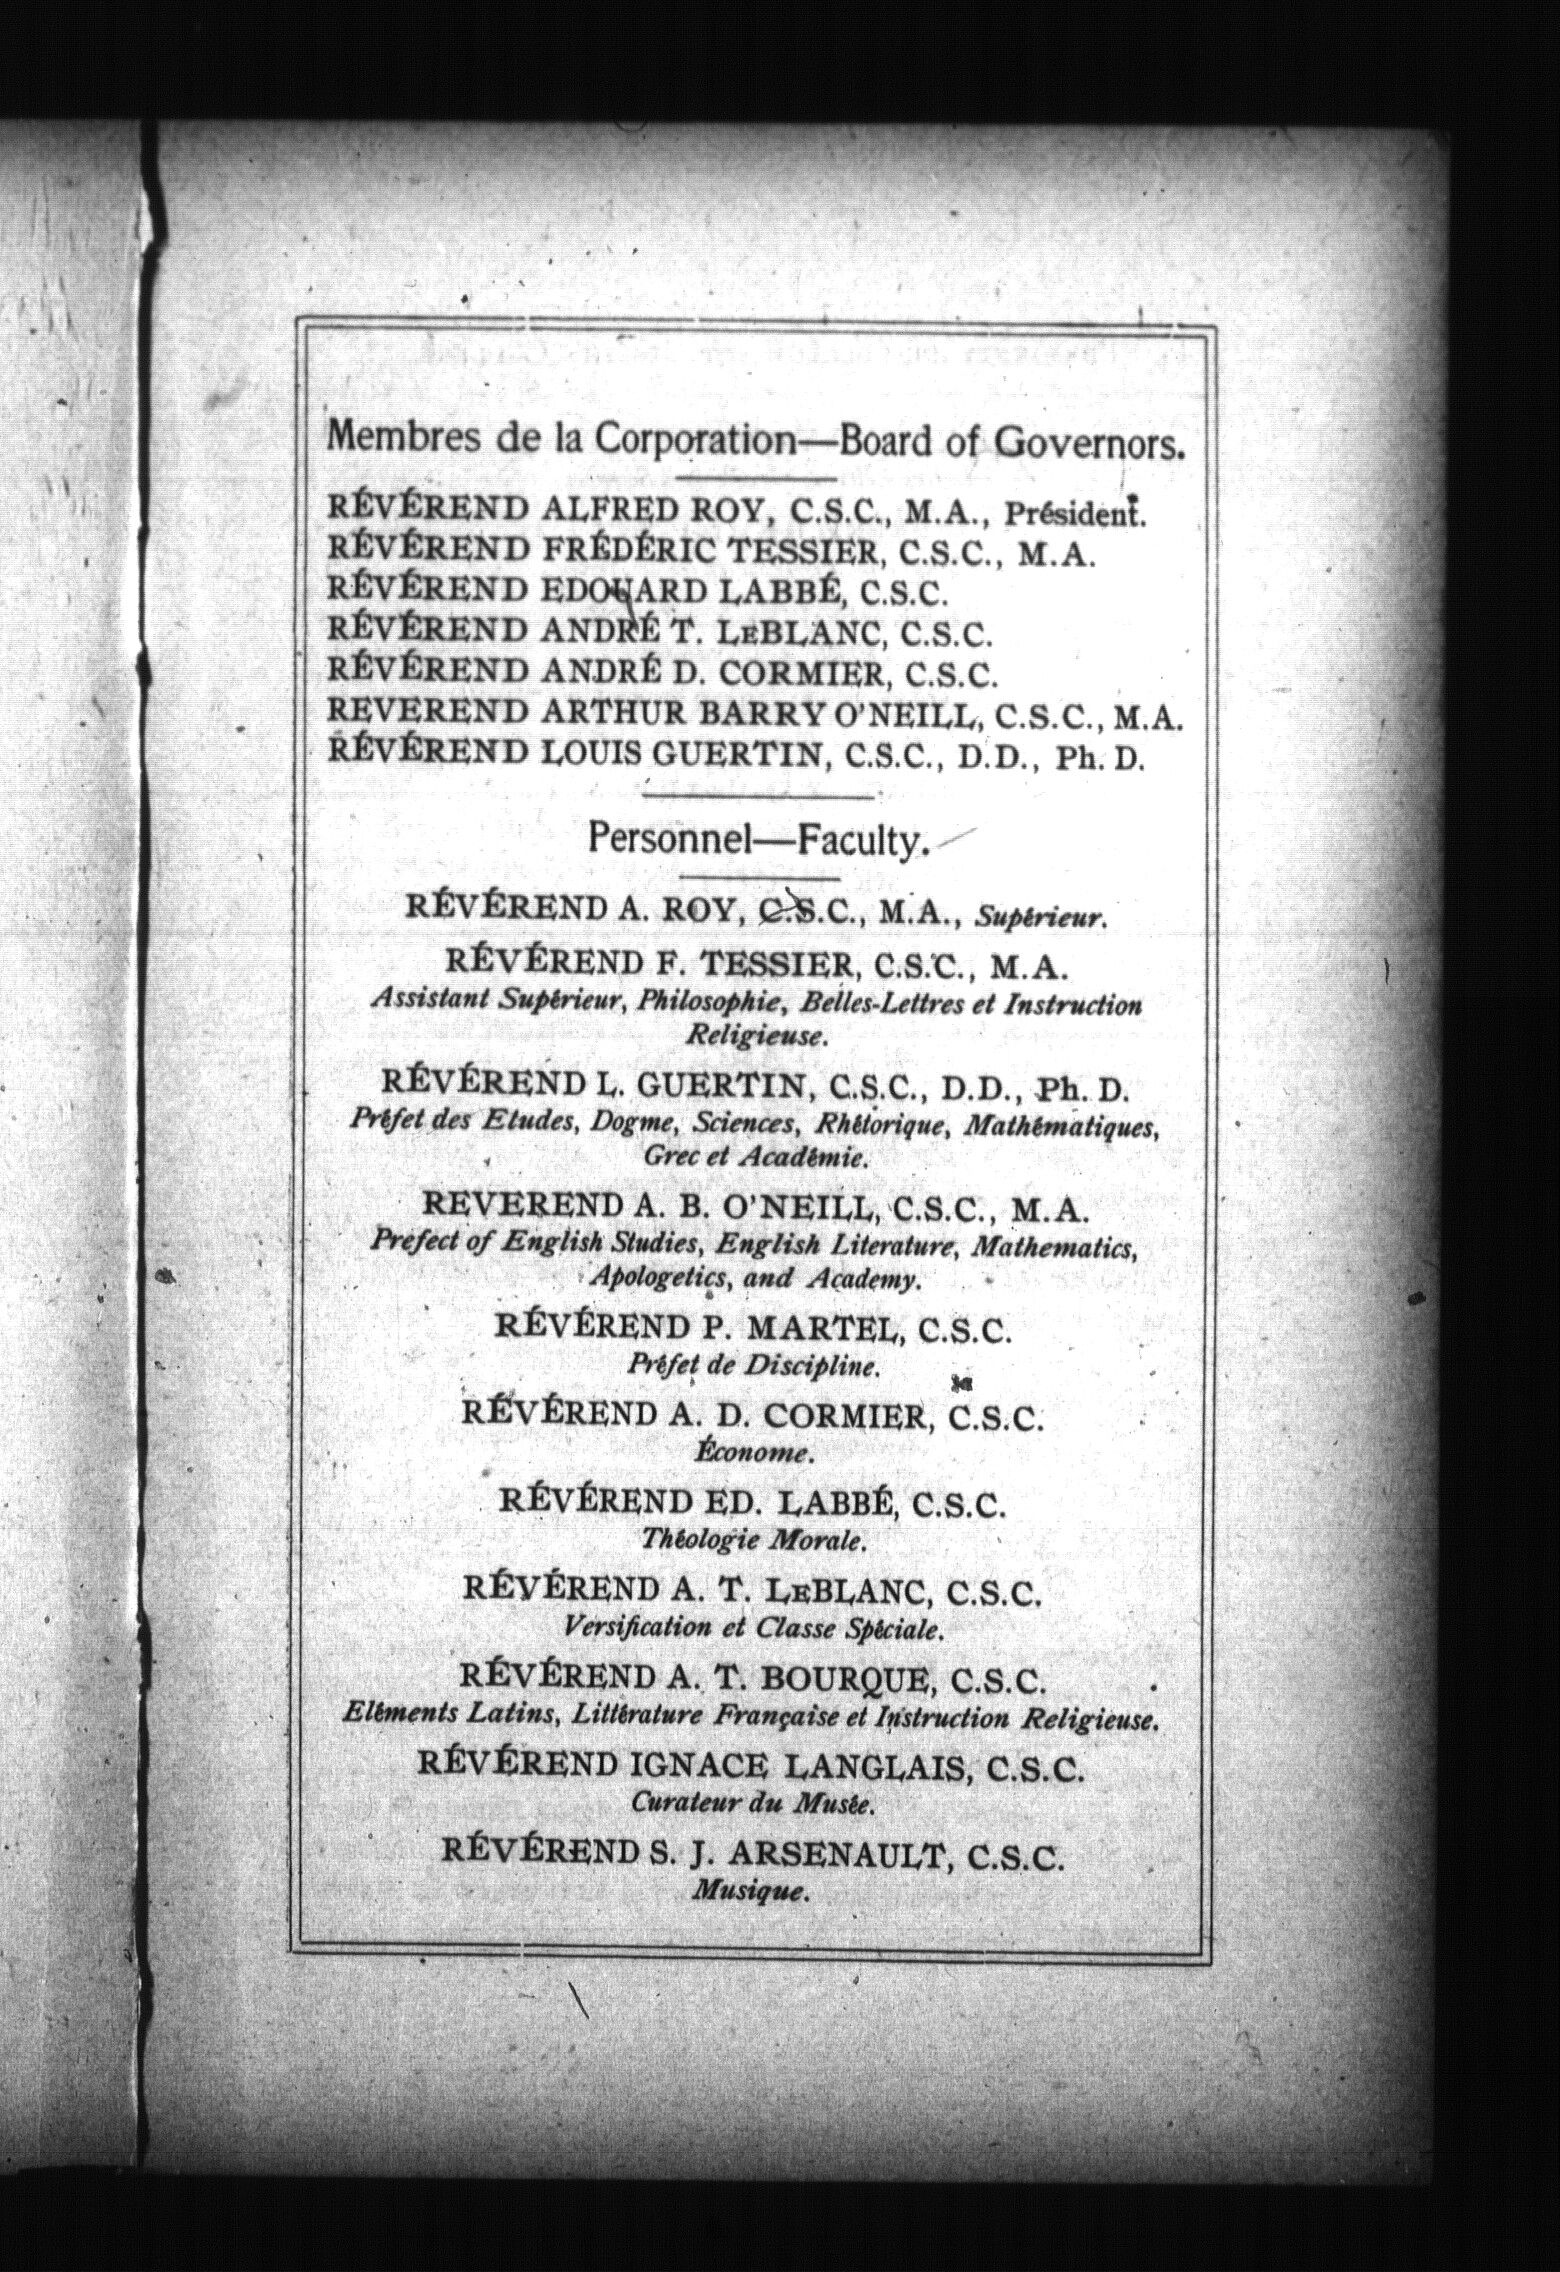 Membres de la Corporation—Board of Governors.
RÉVÉREND ALFRED ROY, C.S.C., M.A., Président.
RÉVÉREND FRÉDÉRIC TESSIER, C.S.C., M.A.
RÉVÉREND EDOUARD LABBÉ, C.S.C.
RÉVÉREND ANDRÉ T. LEBLANC, C.S.C.
RÉVÉREND ANDRÉ D. CORMIER, C.S.C.
REVEREND ARTHUR BARRY O'NEILL, C.S.C., M.A.
RÉVÉREND LOUIS GUERTIN, C.S.C., D.D., Ph. D.
Personnel—Faculty.
RÉVÉREND A. ROY, C.S.C., M.A., Supérieur.
RÉVÉREND F. TESSIER, C.S.C., M.A.
Assistant Supérieur, Philosophie, Belles-Lettres et Instruction
Religieuse.
RÉVÉREND L. GUERTIN, C.S.C., D.D., Ph. D.
Préfet des Etudes, Dogme, Sciences, Rhétorique, Mathématiques,
Grec et Académie.
REVEREND A. B. O'NEILL, C.S.C., M.A.
Prefect of English Studies, English Literature, Mathematics,
Apologetics, and Academy.
RÉVÉREND P. MARTEL, C.S.C.
Préfet de Discipline.
RÉVÉREND A. D. CORMIER, C.S.C.
Économe.
RÉVÉREND ED. LABBÉ, C.S.C.
Théologie Morale.
RÉVÉREND A. T. LEBLANC, C.S.C.
Versification et Classe Spéciale.
RÉVÉREND A. T. BOURQUE, C.S.C.
Eléments Latins, Littérature Française et Instruction Religieuse.
RÉVÉREND IGNACE LANGLAIS, C.S.C.
Curateur du Musée.
RÉVÉREND S. J. ARSENAULT, C.S.C.
Musique.